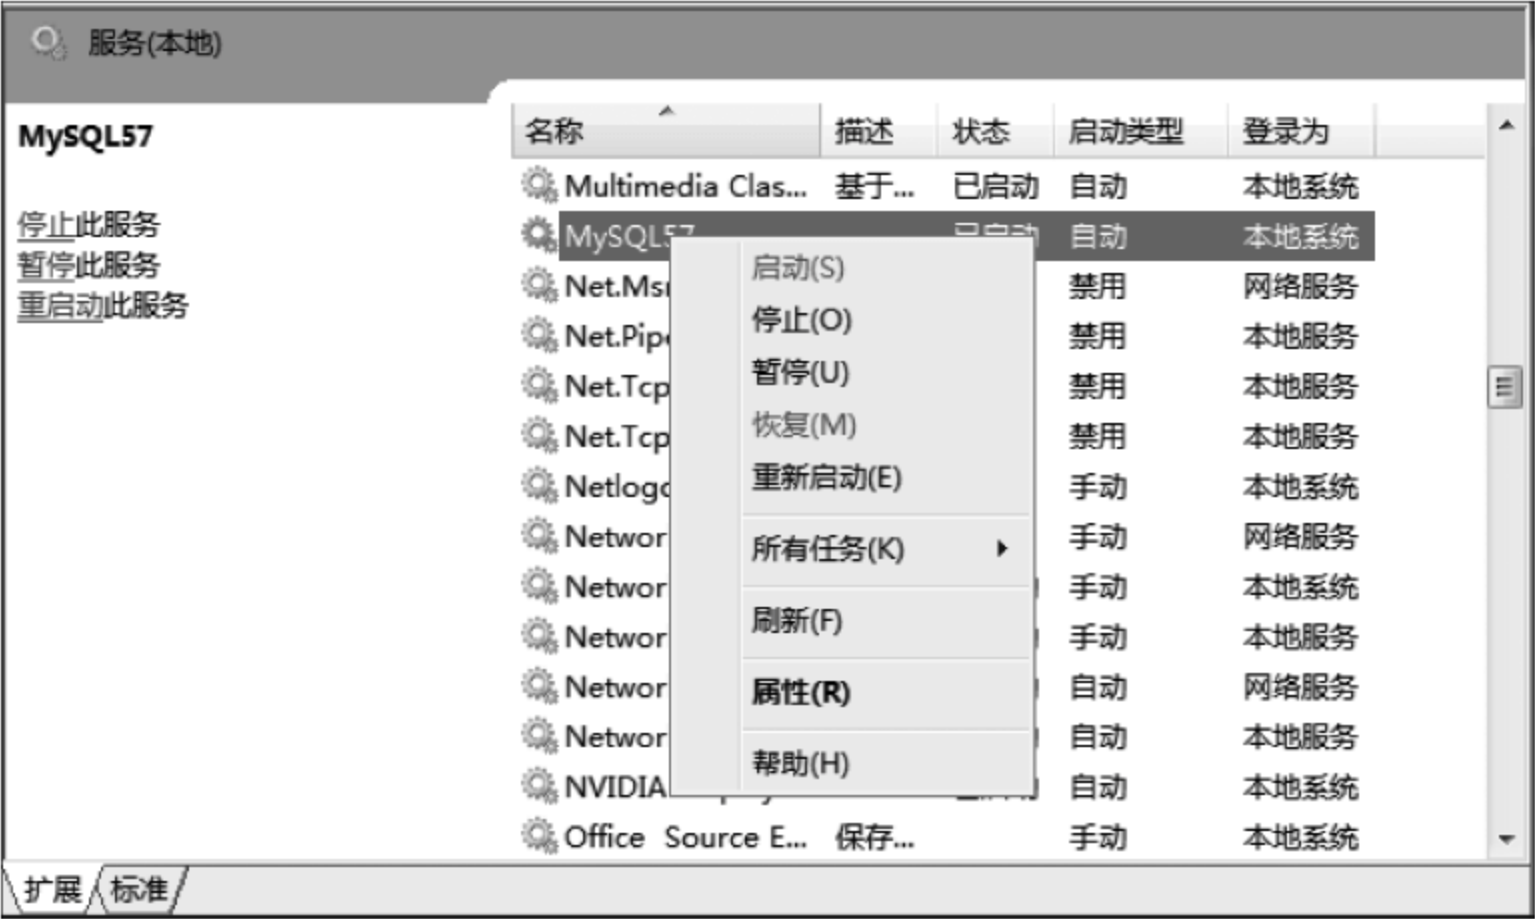 服务(本地)
MySQL57
停止此服务
暂停此服务
重启动此服务
名称 描述 状态 启动类型 登录为
Multimedia Clas... 基于... 已启动 自动 本地系统
MySQL57 已启动 自动 本地系统
Net.Ms 禁用 网络服务
Net.Pip 禁用 本地服务
Net.Tcp 禁用 本地服务
Net.Tcp 禁用 本地服务
Netlog 手动 本地系统
Networ 手动 网络服务
Networ 手动 本地系统
Networ 手动 本地服务
Networ 自动 网络服务
Networ 自动 本地服务
NVIDIA 自动 本地系统
Office Source E... 保存... 手动 本地系统
启动(S)
停止(O)
暂停(U)
恢复(M)
重新启动(E)
所有任务(K)
刷新(F)
属性(R)
帮助(H)
扩展 标准